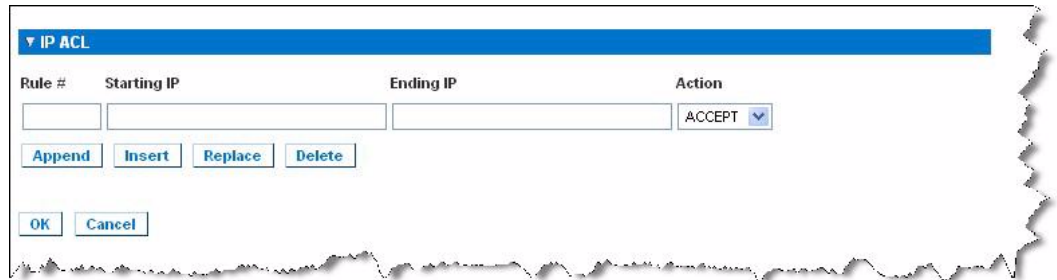 IP ACL
Rule # Starting IP Ending IP Action
ACCEPT
Append Insert Replace Delete
OK Cancel